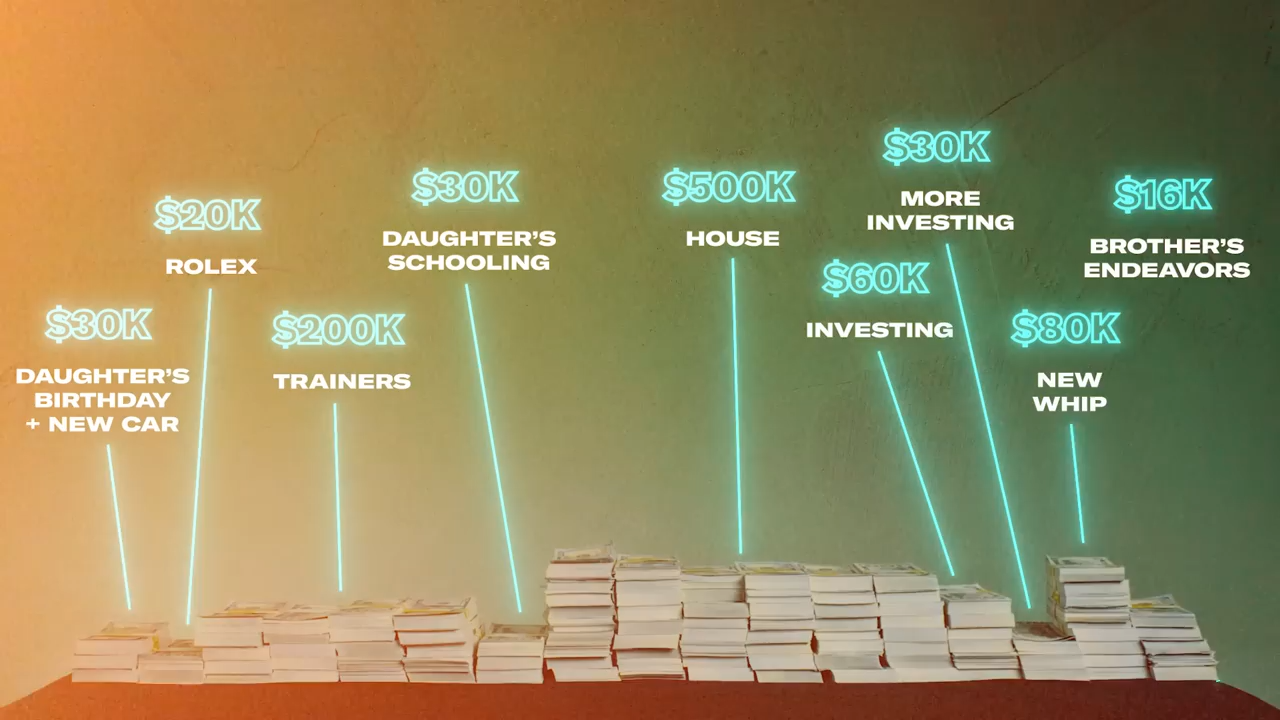 $30K
DAUGHTER'S
BIRTHDAY
+ NEW CAR
$20K
ROLEX
$200K
TRAINERS
$30K
DAUGHTER'S
SCHOOLING
$500K
HOUSE
$60K
INVESTING
$30K
MORE
INVESTING
$80K
NEW
WHIP
$16K
BROTHER'S
ENDEAVORS